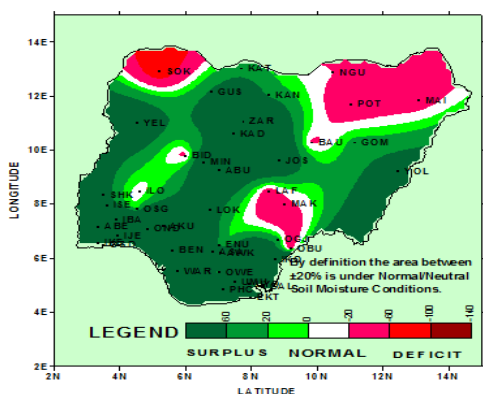 14E
12E
10E
8E
6E
4E
2E
LONGITUDE
SOK
KAT
NGU
GUS
KAN
POT
MAI
YEL
ZAR
KAD
BAU
GOM
BID
MIN
JOS
ABU
YOL
SHK
ILO
LAF
ISE
OSG
LOK
MAK
IBA
ABE
IJE
OND
AKU
BEN
ENU
AWK
OGJ
OBU
WAR
OWE
PHC
EKT
By definition the area between
±20% is under Normal/Neutral
Soil Moisture Conditions.
LEGEND
60 20 0 -20 -60 -100 -140
SURPLUS NORMAL DEFICIT
2N 4N 6N 8N 10N 12N 14N
LATITUDE